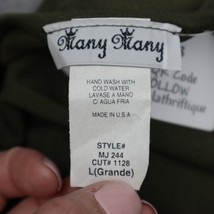 Many Many
HAND WASH WITH
COLD WATER
LAVASE A MANO
C/ AGUA FRIA
MADE IN U.S.A
STYLE#
MJ 244
CUT# 1128
L(Grande)
Code